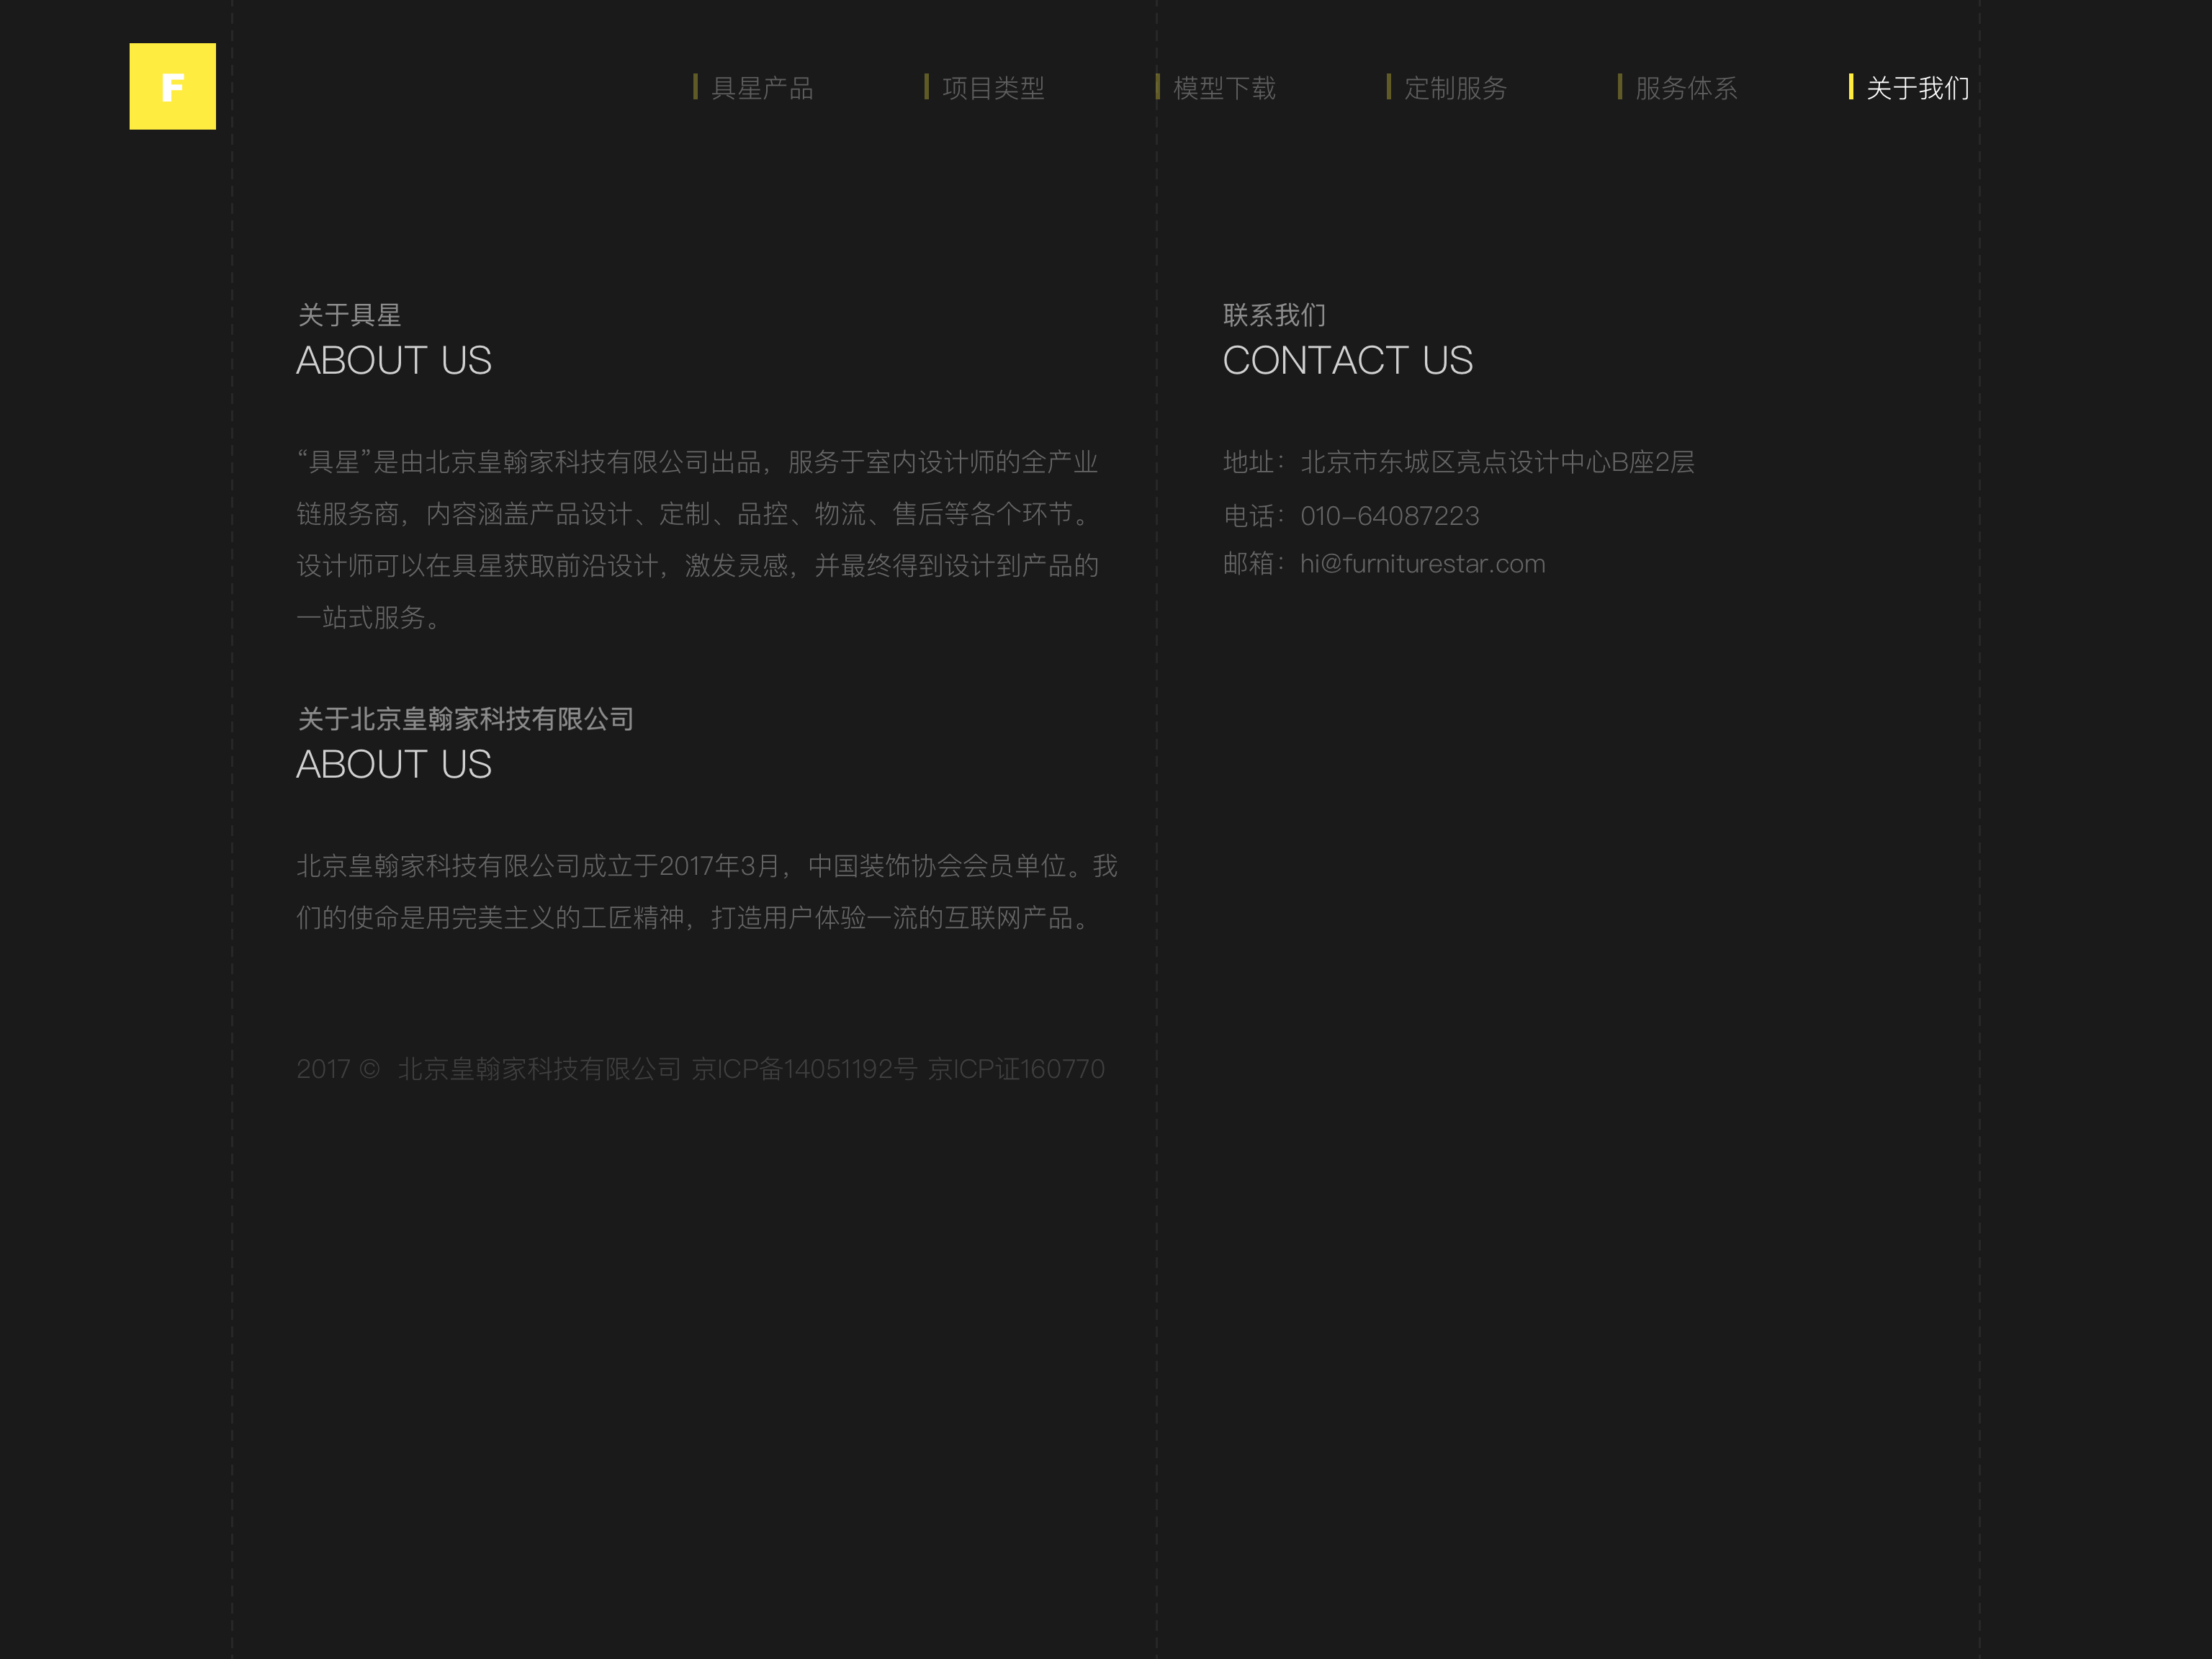 F
具星产品
项目类型
模型下载
定制服务
服务体系
关于我们
关于具星
ABOUT US
“具星”是由北京皇翰家科技有限公司出品，服务于室内设计师的全产业
链服务商，内容涵盖产品设计、定制、品控、物流、售后等各个环节。
设计师可以在具星获取前沿设计，激发灵感，并最终得到设计到产品的
一站式服务。
关于北京皇翰家科技有限公司
ABOUT US
北京皇翰家科技有限公司成立于2017年3月，中国装饰协会会员单位。我
们的使命是用完美主义的工匠精神，打造用户体验一流的互联网产品。
2017 © 北京皇翰家科技有限公司 京ICP备14051192号 京ICP证160770
联系我们
CONTACT US
地址：北京市东城区亮点设计中心B座2层
电话：010-64087223
邮箱：hi@furniturestar.com